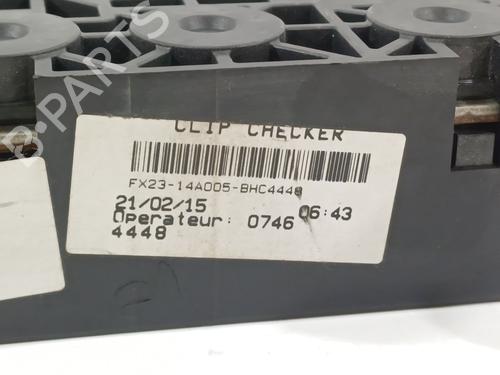 B-PARTS
CLIP CHECKER
FX23-14A005-BHC4448
21/02/15 06:43
Operateur: 0746
4448